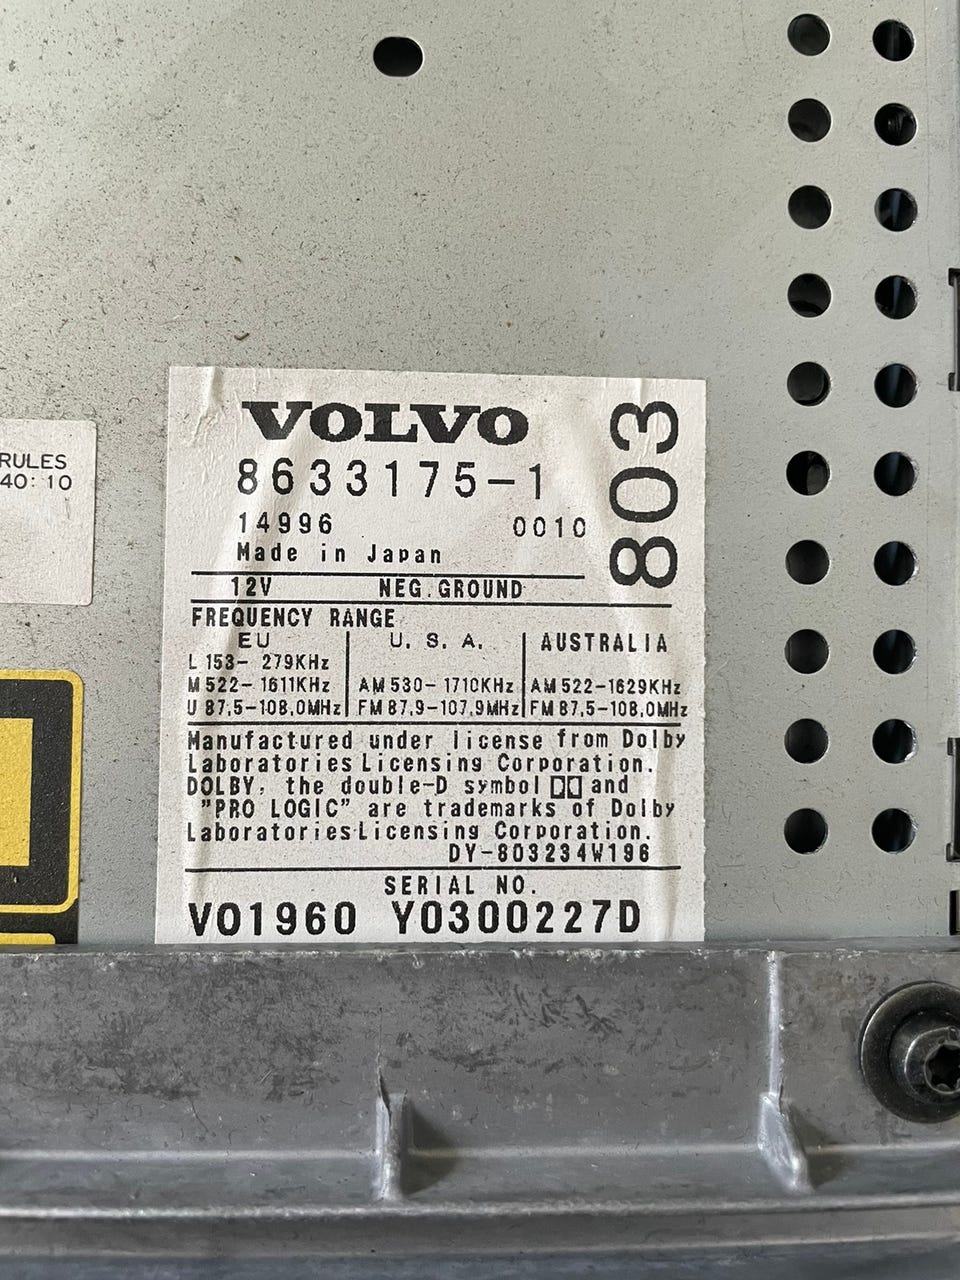 RULES
40:10
VOLVO
803
8633175-1
14996 0010
Made in Japan
12V NEG.GROUND
FREQUENCY RANGE
EU U.S.A. AUSTRALIA
L 153- 279KHz
M 522- 1611KHz AM 530- 1710KHz AM 522-1629KHz
U 87,5-108,0MHz FM 87,9-107,9MHz FM 87,5-108,0MHz
Manufactured under license from Dolby
Laboratories Licensing Corporation.
DOLBY, the double-D symbol and
"PRO LOGIC" are trademarks of Dolby
Laboratories Licensing Corporation.
DY-803234W196
SERIAL NO.
VO1960 Y0300227D